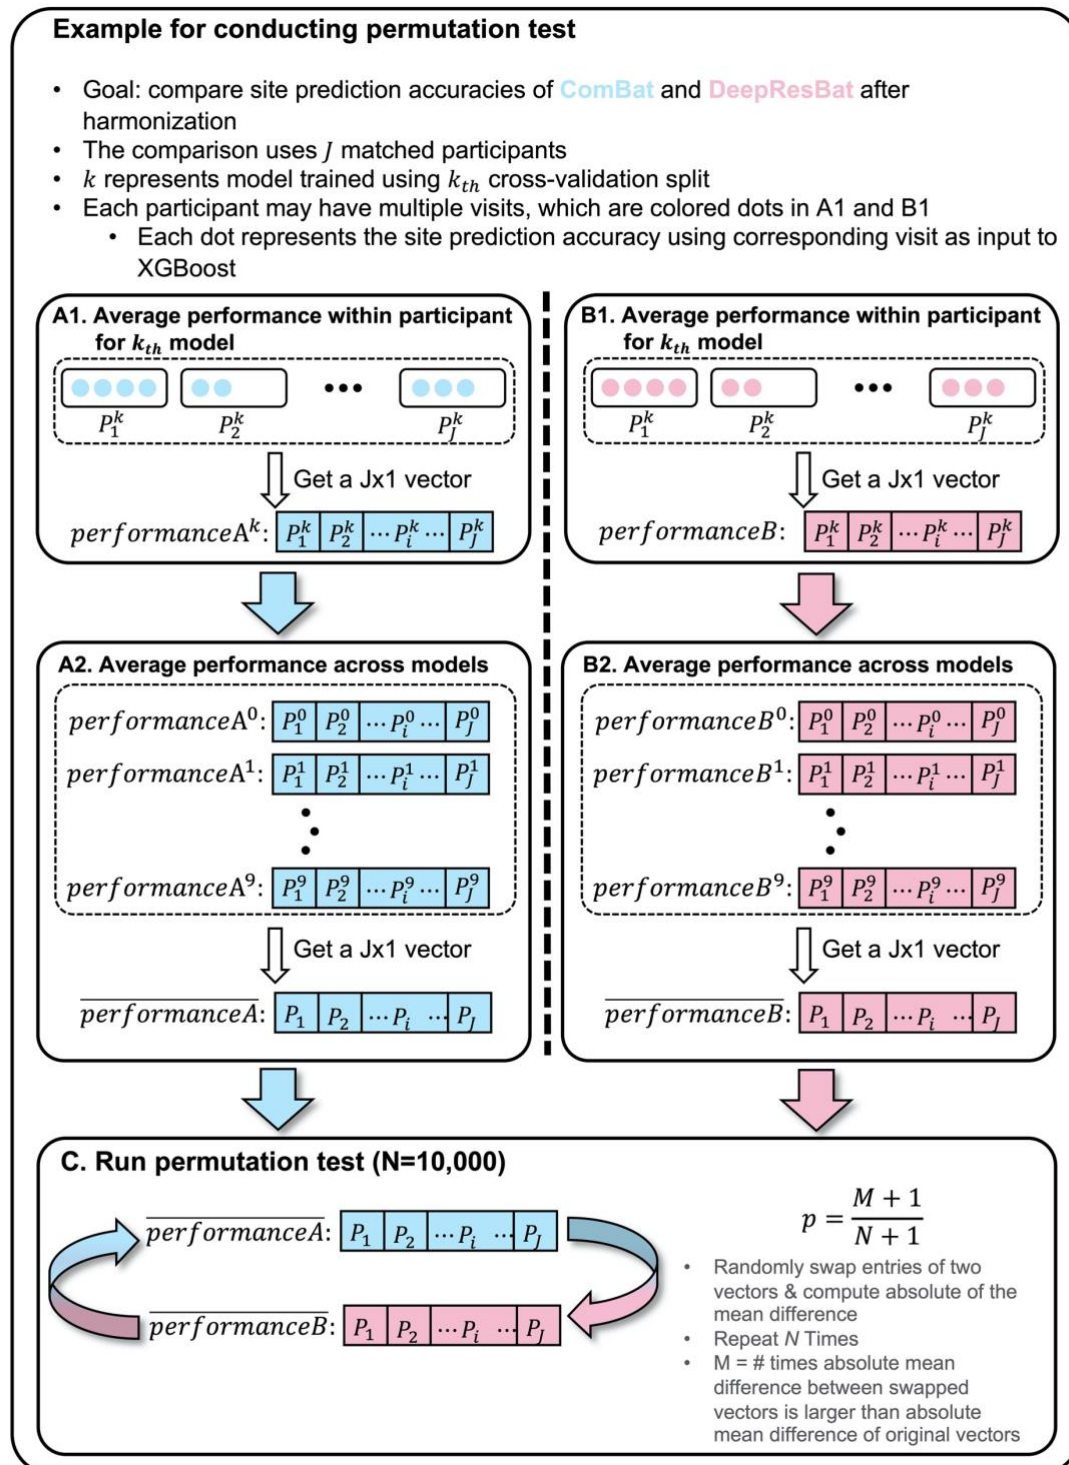 Example for conducting permutation test
• Goal: compare site prediction accuracies of ComBat and DeepResBat after
harmonization
• The comparison uses J matched participants
• k represents model trained using k_th cross-validation split
• Each participant may have multiple visits, which are colored dots in A1 and B1
• Each dot represents the site prediction accuracy using corresponding visit as input to
XGBoost
A1. Average performance within participant
for k_th model
P_1^k P_2^k ••• P_J^k
Get a Jx1 vector
performanceA^k: P_1^k P_2^k ⋯P_i^k⋯ P_J^k
B1. Average performance within participant
for k_th model
P_1^k P_2^k ••• P_J^k
Get a Jx1 vector
performanceB: P_1^k P_2^k ⋯P_i^k⋯ P_J^k
A2. Average performance across models
performanceA^0: P_1^0 P_2^0 ⋯P_i^0⋯ P_J^0
performanceA^1: P_1^1 P_2^1 ⋯P_i^1⋯ P_J^1
performanceA^9: P_1^9 P_2^9 ⋯P_i^9⋯ P_J^9
Get a Jx1 vector
\overline{performanceA}: P_1 P_2 ⋯P_i ⋯ P_J
B2. Average performance across models
performanceB^0: P_1^0 P_2^0 ⋯P_i^0⋯ P_J^0
performanceB^1: P_1^1 P_2^1 ⋯P_i^1⋯ P_J^1
performanceB^9: P_1^9 P_2^9 ⋯P_i^9⋯ P_J^9
Get a Jx1 vector
\overline{performanceB}: P_1 P_2 ⋯P_i ⋯ P_J
C. Run permutation test (N=10,000)
\overline{performanceA}: P_1 P_2 ⋯P_i ⋯ P_J
\overline{performanceB}: P_1 P_2 ⋯P_i ⋯ P_J
p = \frac{M + 1}{N + 1}
• Randomly swap entries of two
vectors & compute absolute of the
mean difference
• Repeat N Times
• M = # times absolute mean
difference between swapped
vectors is larger than absolute
mean difference of original vectors